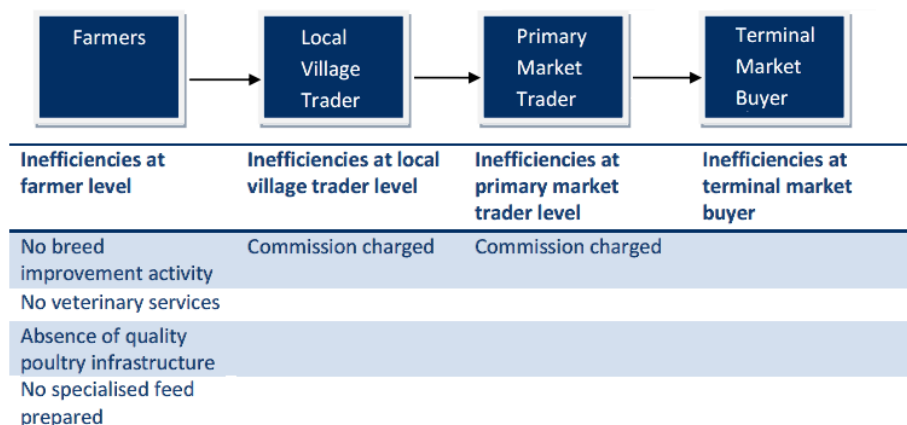 Farmers
Local
Village
Trader
Primary
Market
Trader
Terminal
Market
Buyer
Inefficiencies at
farmer level
Inefficiencies at local
village trader level
Inefficiencies at
primary market
trader level
Inefficiencies at
terminal market
buyer
No breed
improvement activity
Commission charged
Commission charged
No veterinary services
Absence of quality
poultry infrastructure
No specialised feed
prepared